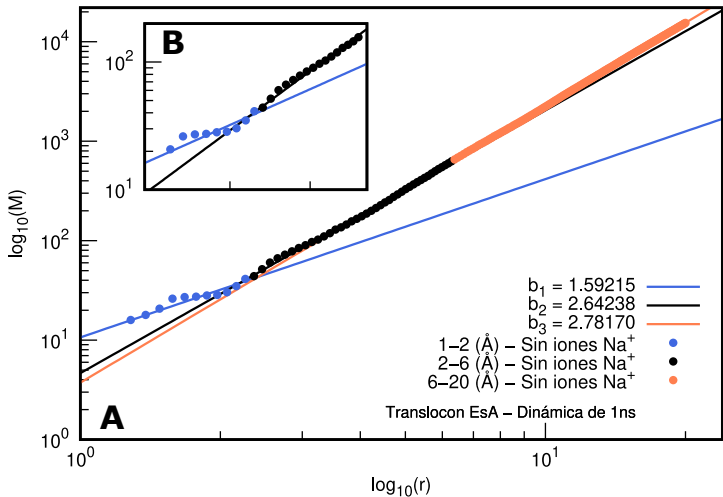 B
10²
10¹
10⁴
10³
10²
10¹
10⁰
log₁₀(M)
b₁ = 1.59215
b₂ = 2.64238
b₃ = 2.78170
1−2 (Å) − Sin iones Na⁺
2−6 (Å) − Sin iones Na⁺
6−20 (Å) − Sin iones Na⁺
Translocon EsA − Dinámica de 1ns
A
10⁰
10¹
log₁₀(r)